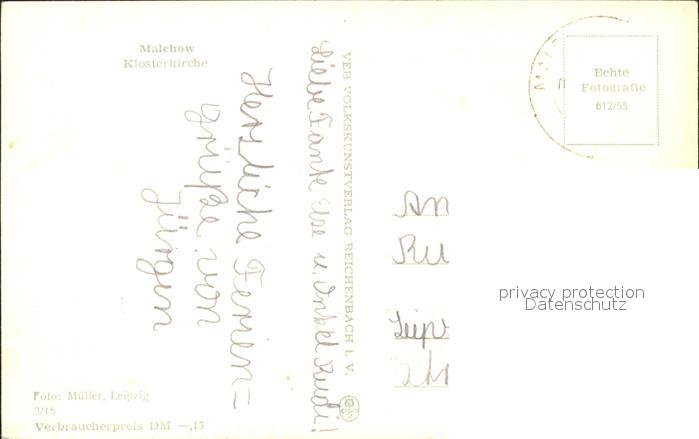 Malchow
Klosterkirche
Liebe Tante Else u. Onkel Rudi!
Herzliche Ferien=
grüße von
Jürgen
VEB VOLKSKUNSTVERLAG REICHENBACH I. V.
Echte
Fotografie
612/55
An
Ru
Leip
privacy protection
Datenschutz
Foto: Müller, Leipzig
3/16
Verbraucherpreis DM —,15